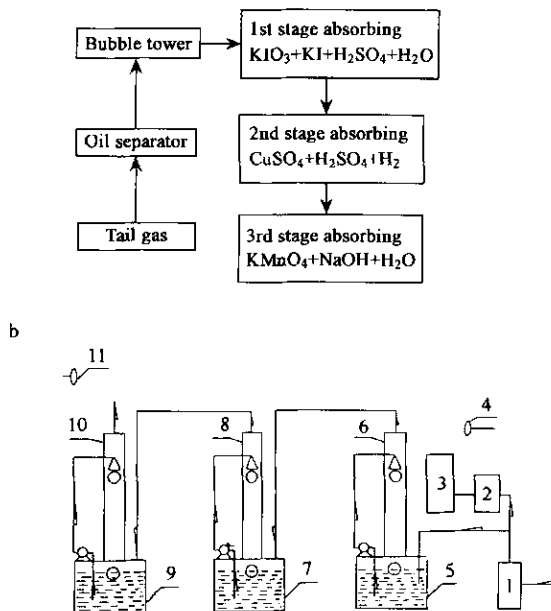 Bubble tower
1st stage absorbing
KIO₃+KI+H₂SO₄+H₂O
Oil separator
2nd stage absorbing
CuSO₄+H₂SO₄+H₂
Tail gas
3rd stage absorbing
KMnO₄+NaOH+H₂O
b
11
10
8
6
4
3
2
9
7
5
1